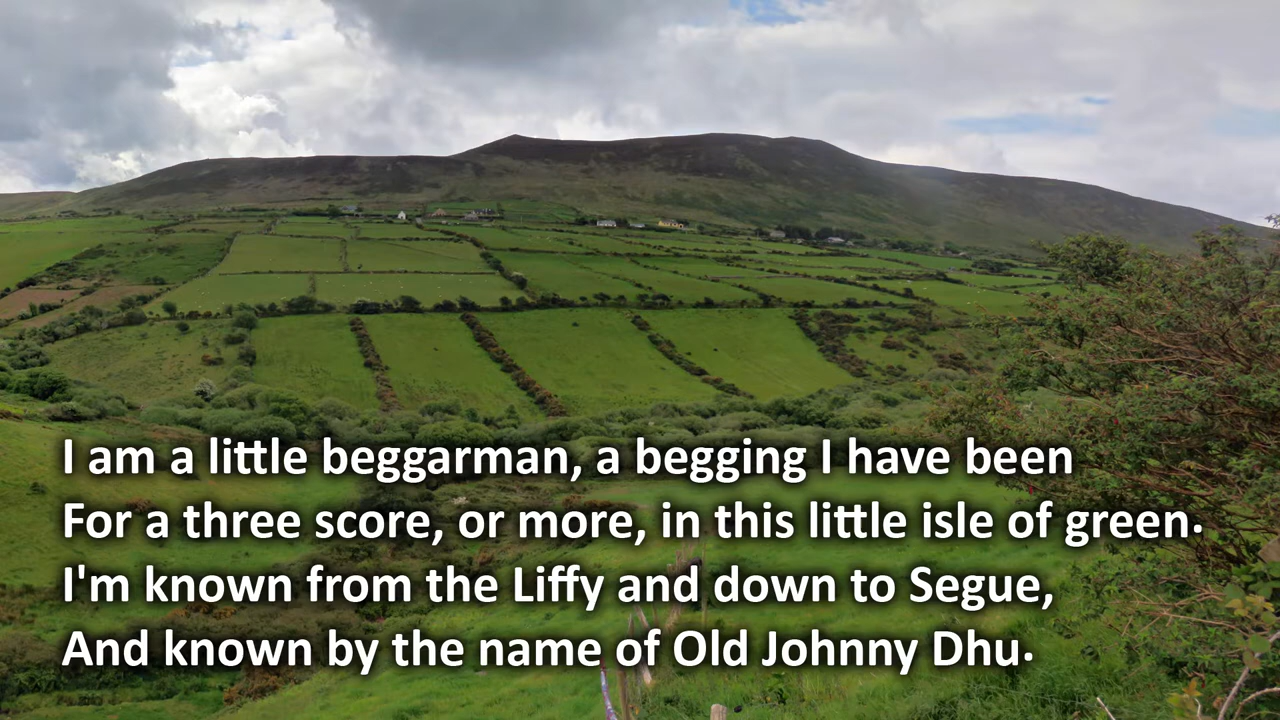 I am a little beggarman, a begging I have been
For a three score, or more, in this little isle of green.
I'm known from the Liffy and down to Segue,
And known by the name of Old Johnny Dhu.